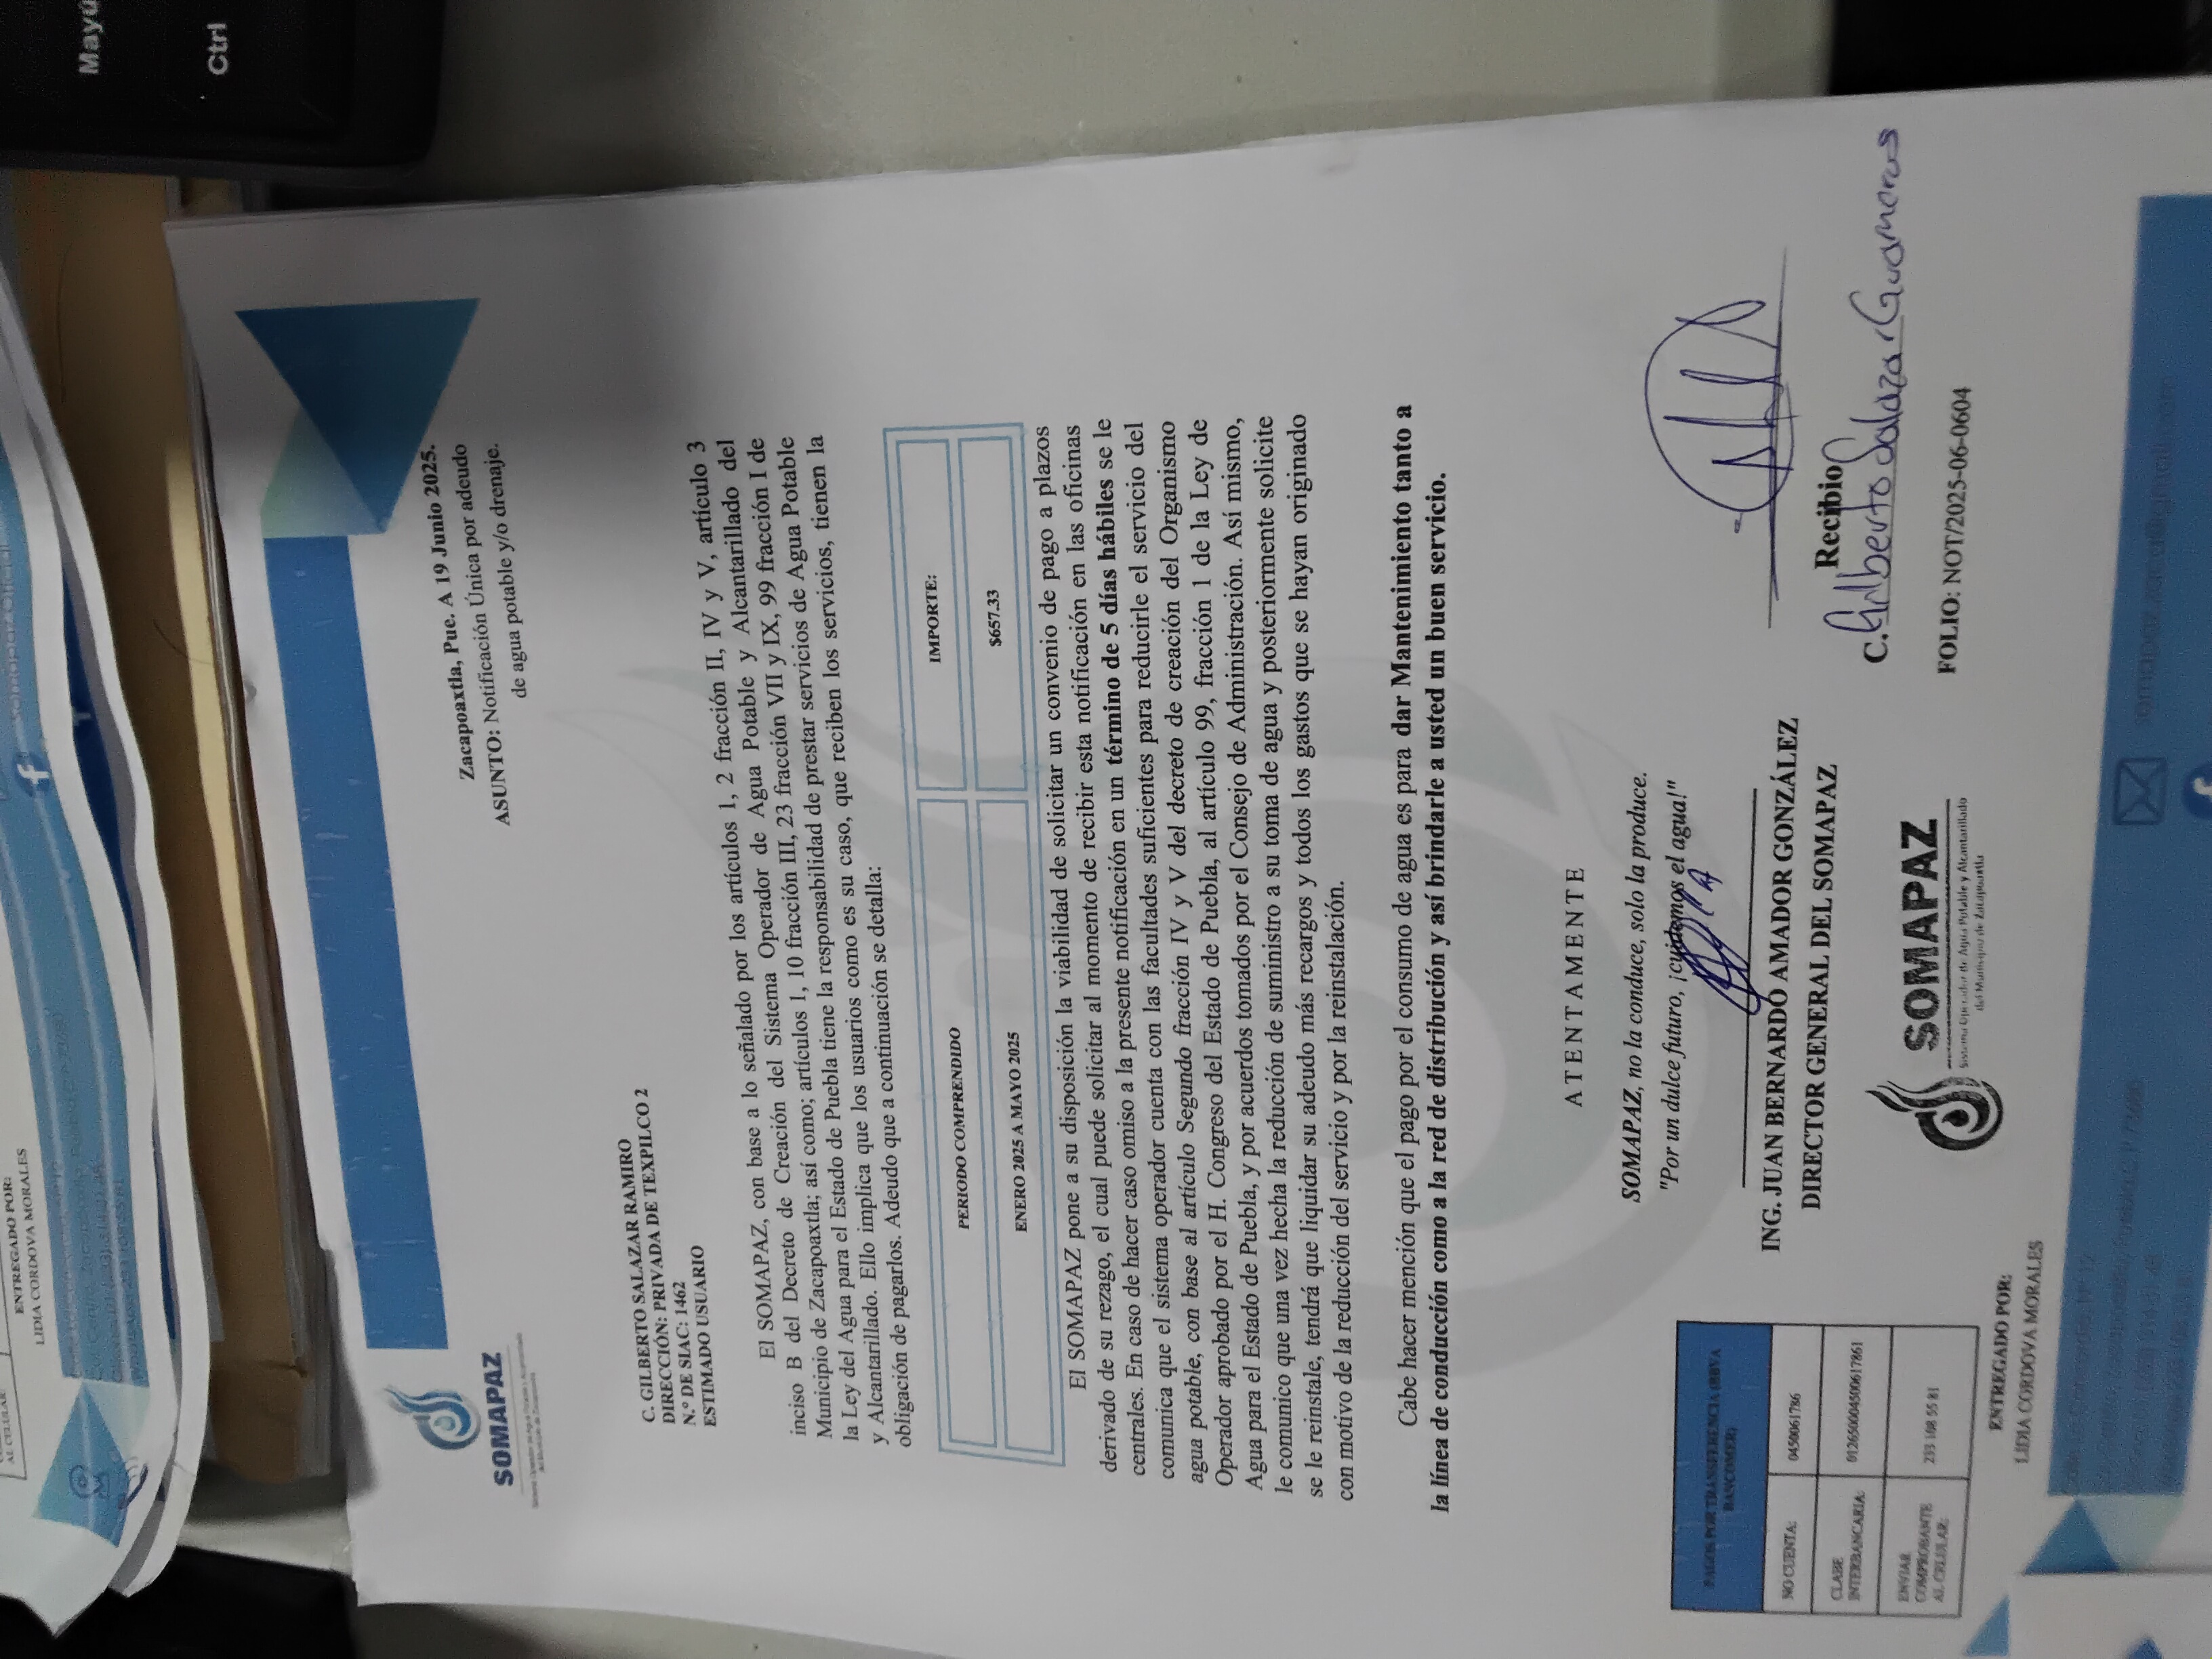 AL CELULAR:
ENTREGADO POR:
LIDIA CORDOVA MORALES
Somapaz Oficial
Col. Centro, Zacapoaxtla, Puebla C.P 73680
Mayú
Ctrl
SOMAPAZ
Sistema Operador de Agua Potable y Alcantarillado
del Municipio de Zacapoaxtla
Zacapoaxtla, Pue. A 19 Junio 2025.
ASUNTO: Notificación Única por adeudo
de agua potable y/o drenaje.
C. GILBERTO SALAZAR RAMIRO
DIRECCIÓN: PRIVADA DE TEXPILCO 2
N.º DE SIAC: 1462
ESTIMADO USUARIO
El SOMAPAZ, con base a lo señalado por los artículos 1, 2 fracción II, IV y V, artículo 3
inciso B del Decreto de Creación del Sistema Operador de Agua Potable y Alcantarillado del
Municipio de Zacapoaxtla; así como; artículos 1, 10 fracción III, 23 fracción VII y IX, 99 fracción I de
la Ley del Agua para el Estado de Puebla tiene la responsabilidad de prestar servicios de Agua Potable
y Alcantarillado. Ello implica que los usuarios como es su caso, que reciben los servicios, tienen la
obligación de pagarlos. Adeudo que a continuación se detalla:
PERIODO COMPRENDIDO IMPORTE:
ENERO 2025 A MAYO 2025 $657.33
El SOMAPAZ pone a su disposición la viabilidad de solicitar un convenio de pago a plazos
derivado de su rezago, el cual puede solicitar al momento de recibir esta notificación en las oficinas
centrales. En caso de hacer caso omiso a la presente notificación en un término de 5 días hábiles se le
comunica que el sistema operador cuenta con las facultades suficientes para reducirle el servicio del
agua potable, con base al artículo Segundo fracción IV y V del decreto de creación del Organismo
Operador aprobado por el H. Congreso del Estado de Puebla, al artículo 99, fracción 1 de la Ley de
Agua para el Estado de Puebla, y por acuerdos tomados por el Consejo de Administración. Así mismo,
le comunico que una vez hecha la reducción de suministro a su toma de agua y posteriormente solicite
se le reinstale, tendrá que liquidar su adeudo más recargos y todos los gastos que se hayan originado
con motivo de la reducción del servicio y por la reinstalación.
Cabe hacer mención que el pago por el consumo de agua es para dar Mantenimiento tanto a
la línea de conducción como a la red de distribución y así brindarle a usted un buen servicio.
ATENTAMENTE
SOMAPAZ, no la conduce, solo la produce.
"Por un dulce futuro, ¡cuidemos el agua!"
ING. JUAN BERNARDO AMADOR GONZÁLEZ
DIRECTOR GENERAL DEL SOMAPAZ
Recibio
C. Gilberto Salazar Guameros
FOLIO: NOT/2025-06-0604
PAGOS POR TRANSFERENCIA (BBVA
BANCOMER)
NO CUENTA: 0450061786
CLABE
INTERBANCARIA: 012650004500617861
ENVIAR
COMPROBANTE
AL CELULAR: 233 108 55 81
SOMAPAZ
Sistema Operador de Agua Potable y Alcantarillado
del Municipio de Zacapoaxtla
ENTREGADO POR:
LIDIA CORDOVA MORALES
Col. Centro, Zacapoaxtla, Puebla C.P 73680